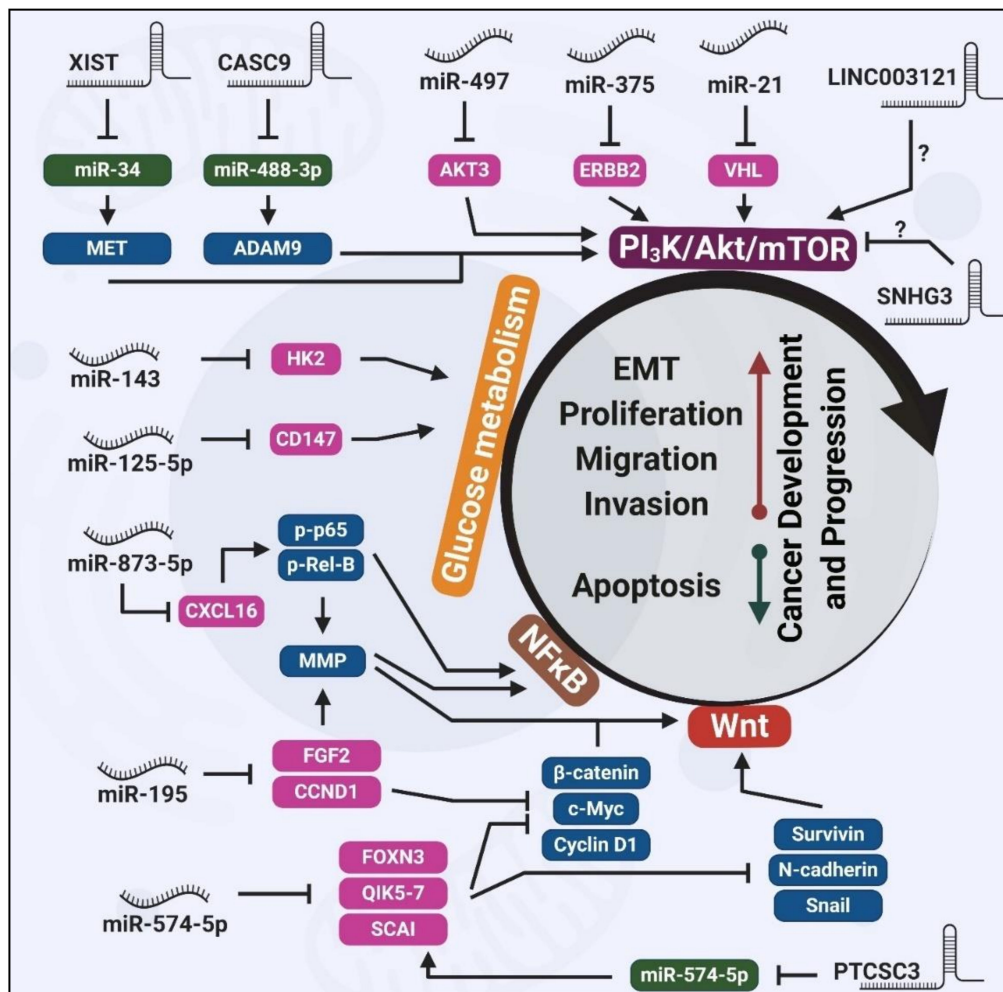 XIST
CASC9
miR-497
miR-375
miR-21
LINC003121
miR-34
miR-488-3p
AKT3
ERBB2
VHL
?
MET
ADAM9
PI₃K/Akt/mTOR
?
SNHG3
miR-143
HK2
miR-125-5p
CD147
Glucose metabolism
EMT
Proliferation
Migration
Invasion
Apoptosis
Cancer Development
and Progression
miR-873-5p
CXCL16
p-p65
p-Rel-B
MMP
NFκB
Wnt
miR-195
FGF2
CCND1
β-catenin
c-Myc
Cyclin D1
Survivin
N-cadherin
Snail
miR-574-5p
FOXN3
QIK5-7
SCAI
miR-574-5p
PTCSC3